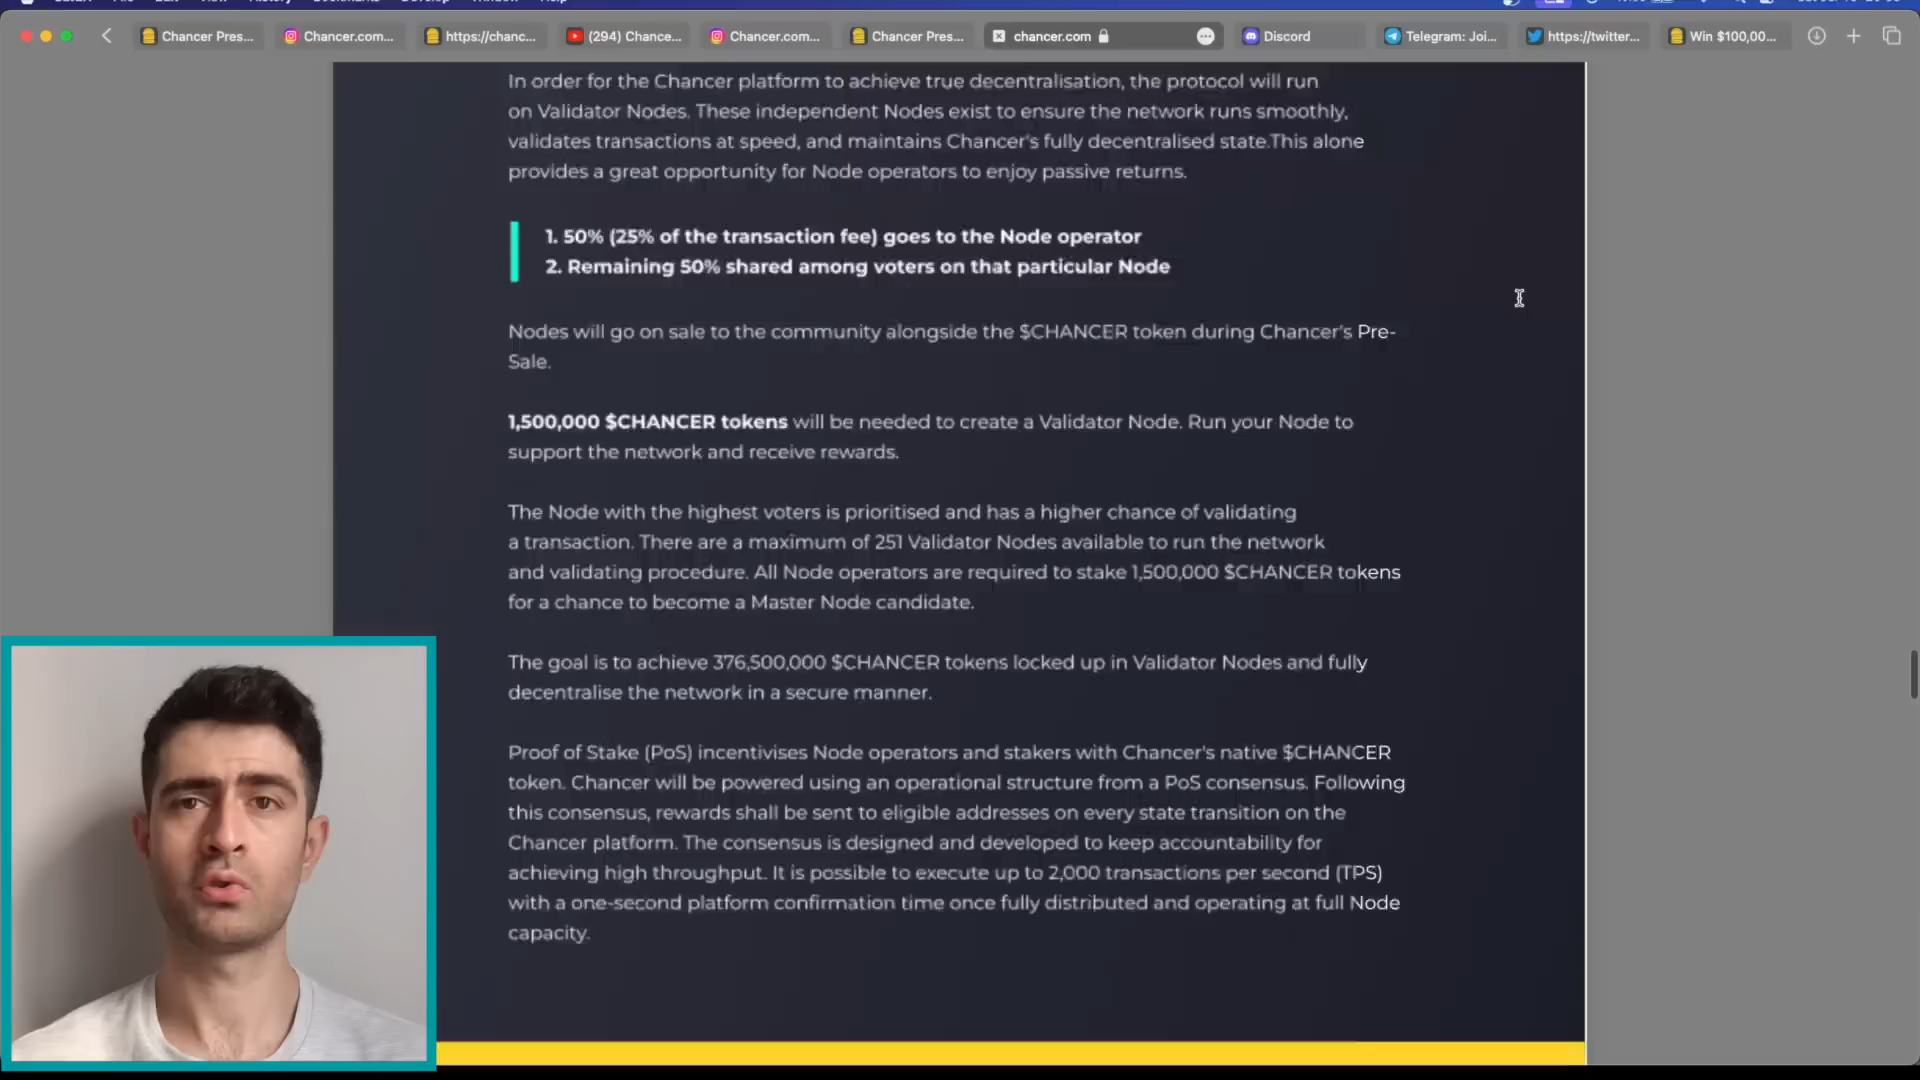 Chancer Pres...
Chancer.com...
https://chanc...
(294) Chance...
Chancer.com...
Chancer Pres...
chancer.com
Discord
Telegram: Joi...
https://twitter...
Win $100,00...
In order for the Chancer platform to achieve true decentralisation, the protocol will run
on Validator Nodes. These independent Nodes exist to ensure the network runs smoothly,
validates transactions at speed, and maintains Chancer's fully decentralised state.This alone
provides a great opportunity for Node operators to enjoy passive returns.
1. 50% (25% of the transaction fee) goes to the Node operator
2. Remaining 50% shared among voters on that particular Node
Nodes will go on sale to the community alongside the $CHANCER token during Chancer's Pre-
Sale.
1,500,000 $CHANCER tokens will be needed to create a Validator Node. Run your Node to
support the network and receive rewards.
The Node with the highest voters is prioritised and has a higher chance of validating
a transaction. There are a maximum of 251 Validator Nodes available to run the network
and validating procedure. All Node operators are required to stake 1,500,000 $CHANCER tokens
for a chance to become a Master Node candidate.
The goal is to achieve 376,500,000 $CHANCER tokens locked up in Validator Nodes and fully
decentralise the network in a secure manner.
Proof of Stake (PoS) incentivises Node operators and stakers with Chancer's native $CHANCER
token. Chancer will be powered using an operational structure from a PoS consensus. Following
this consensus, rewards shall be sent to eligible addresses on every state transition on the
Chancer platform. The consensus is designed and developed to keep accountability for
achieving high throughput. It is possible to execute up to 2,000 transactions per second (TPS)
with a one-second platform confirmation time once fully distributed and operating at full Node
capacity.